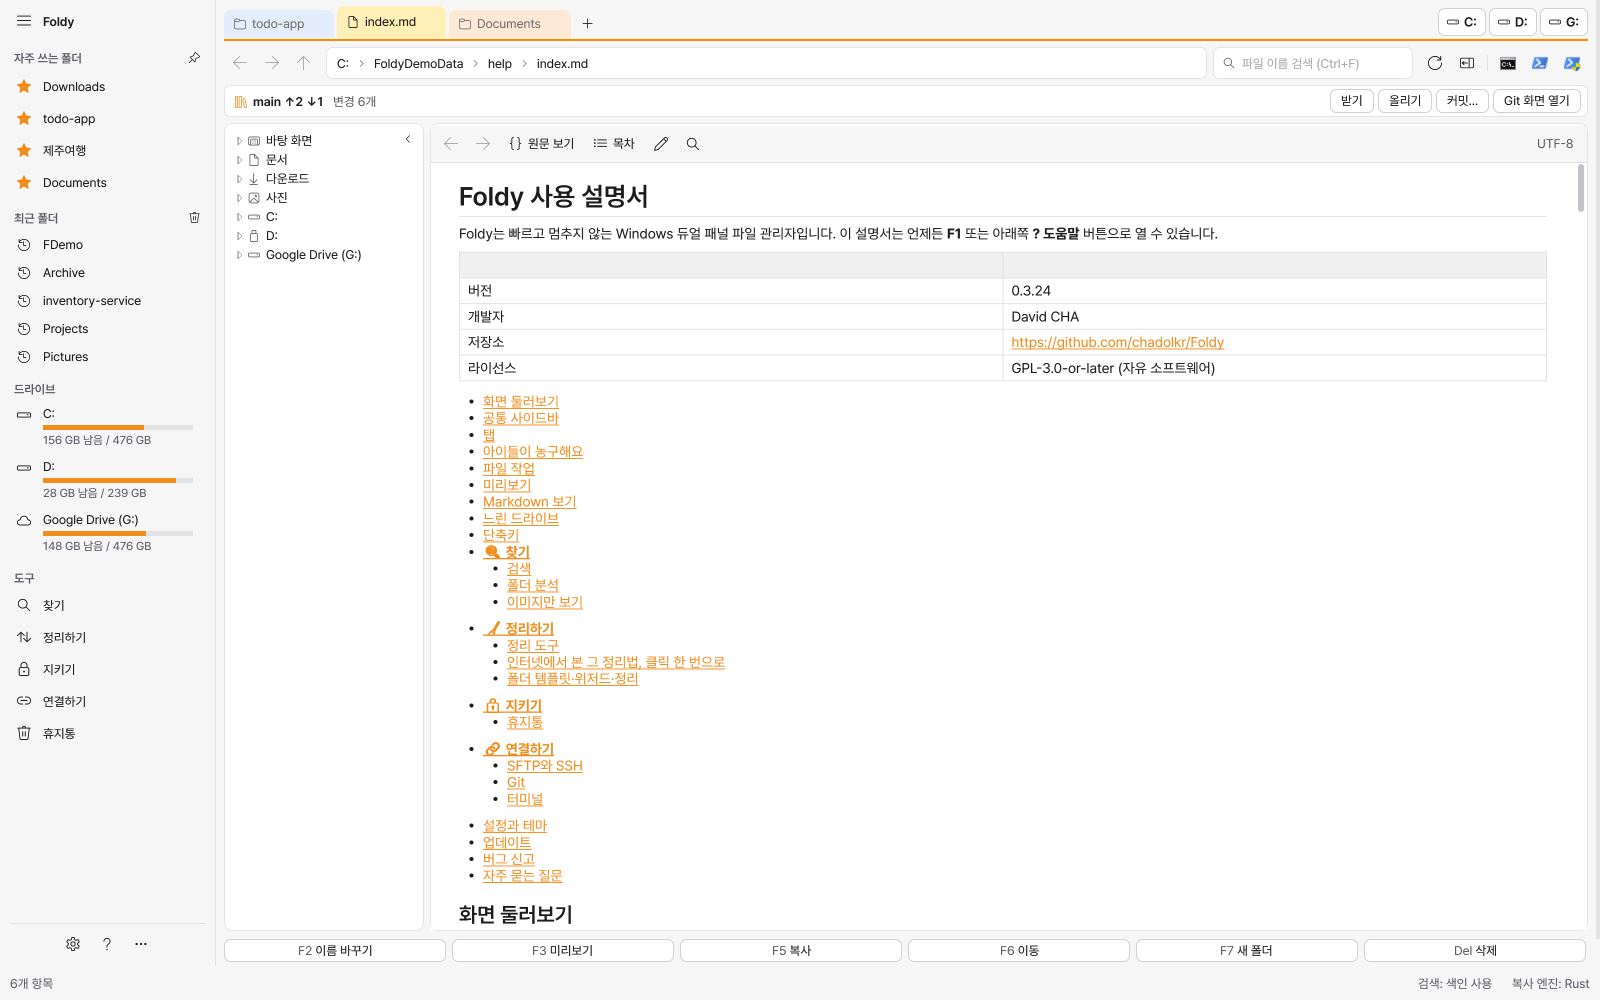 Foldy
자주 쓰는 폴더
Downloads
todo-app
제주여행
Documents
최근 폴더
FDemo
Archive
inventory-service
Projects
Pictures
드라이브
C:
156 GB 남음 / 476 GB
D:
28 GB 남음 / 239 GB
Google Drive (G:)
148 GB 남음 / 476 GB
도구
찾기
정리하기
지키기
연결하기
휴지통
todo-app index.md Documents
C: D: G:
C: FoldyDemoData help index.md
파일 이름 검색 (Ctrl+F)
main ↑2 ↓1 변경 6개
받기 올리기 커밋... Git 화면 열기
바탕 화면
문서
다운로드
사진
C:
D:
Google Drive (G:)
{ } 원문 보기 목차 UTF-8
Foldy 사용 설명서
Foldy는 빠르고 멈추지 않는 Windows 듀얼 패널 파일 관리자입니다. 이 설명서는 언제든 F1 또는 아래쪽 ? 도움말 버튼으로 열 수 있습니다.
버전 0.3.24
개발자 David CHA
저장소 https://github.com/chadolkr/Foldy
라이선스 GPL-3.0-or-later (자유 소프트웨어)
화면 둘러보기
공통 사이드바
탭
아이들이 농구해요
파일 작업
미리보기
Markdown 보기
느린 드라이브
단축키
찾기
검색
폴더 분석
이미지만 보기
정리하기
정리 도구
인터넷에서 본 그 정리법, 클릭 한 번으로
폴더 템플릿·위저드·정리
지키기
휴지통
연결하기
SFTP와 SSH
Git
터미널
설정과 테마
업데이트
버그 신고
자주 묻는 질문
화면 둘러보기
F2 이름 바꾸기 F3 미리보기 F5 복사 F6 이동 F7 새 폴더 Del 삭제
6개 항목
검색: 색인 사용 복사 엔진: Rust